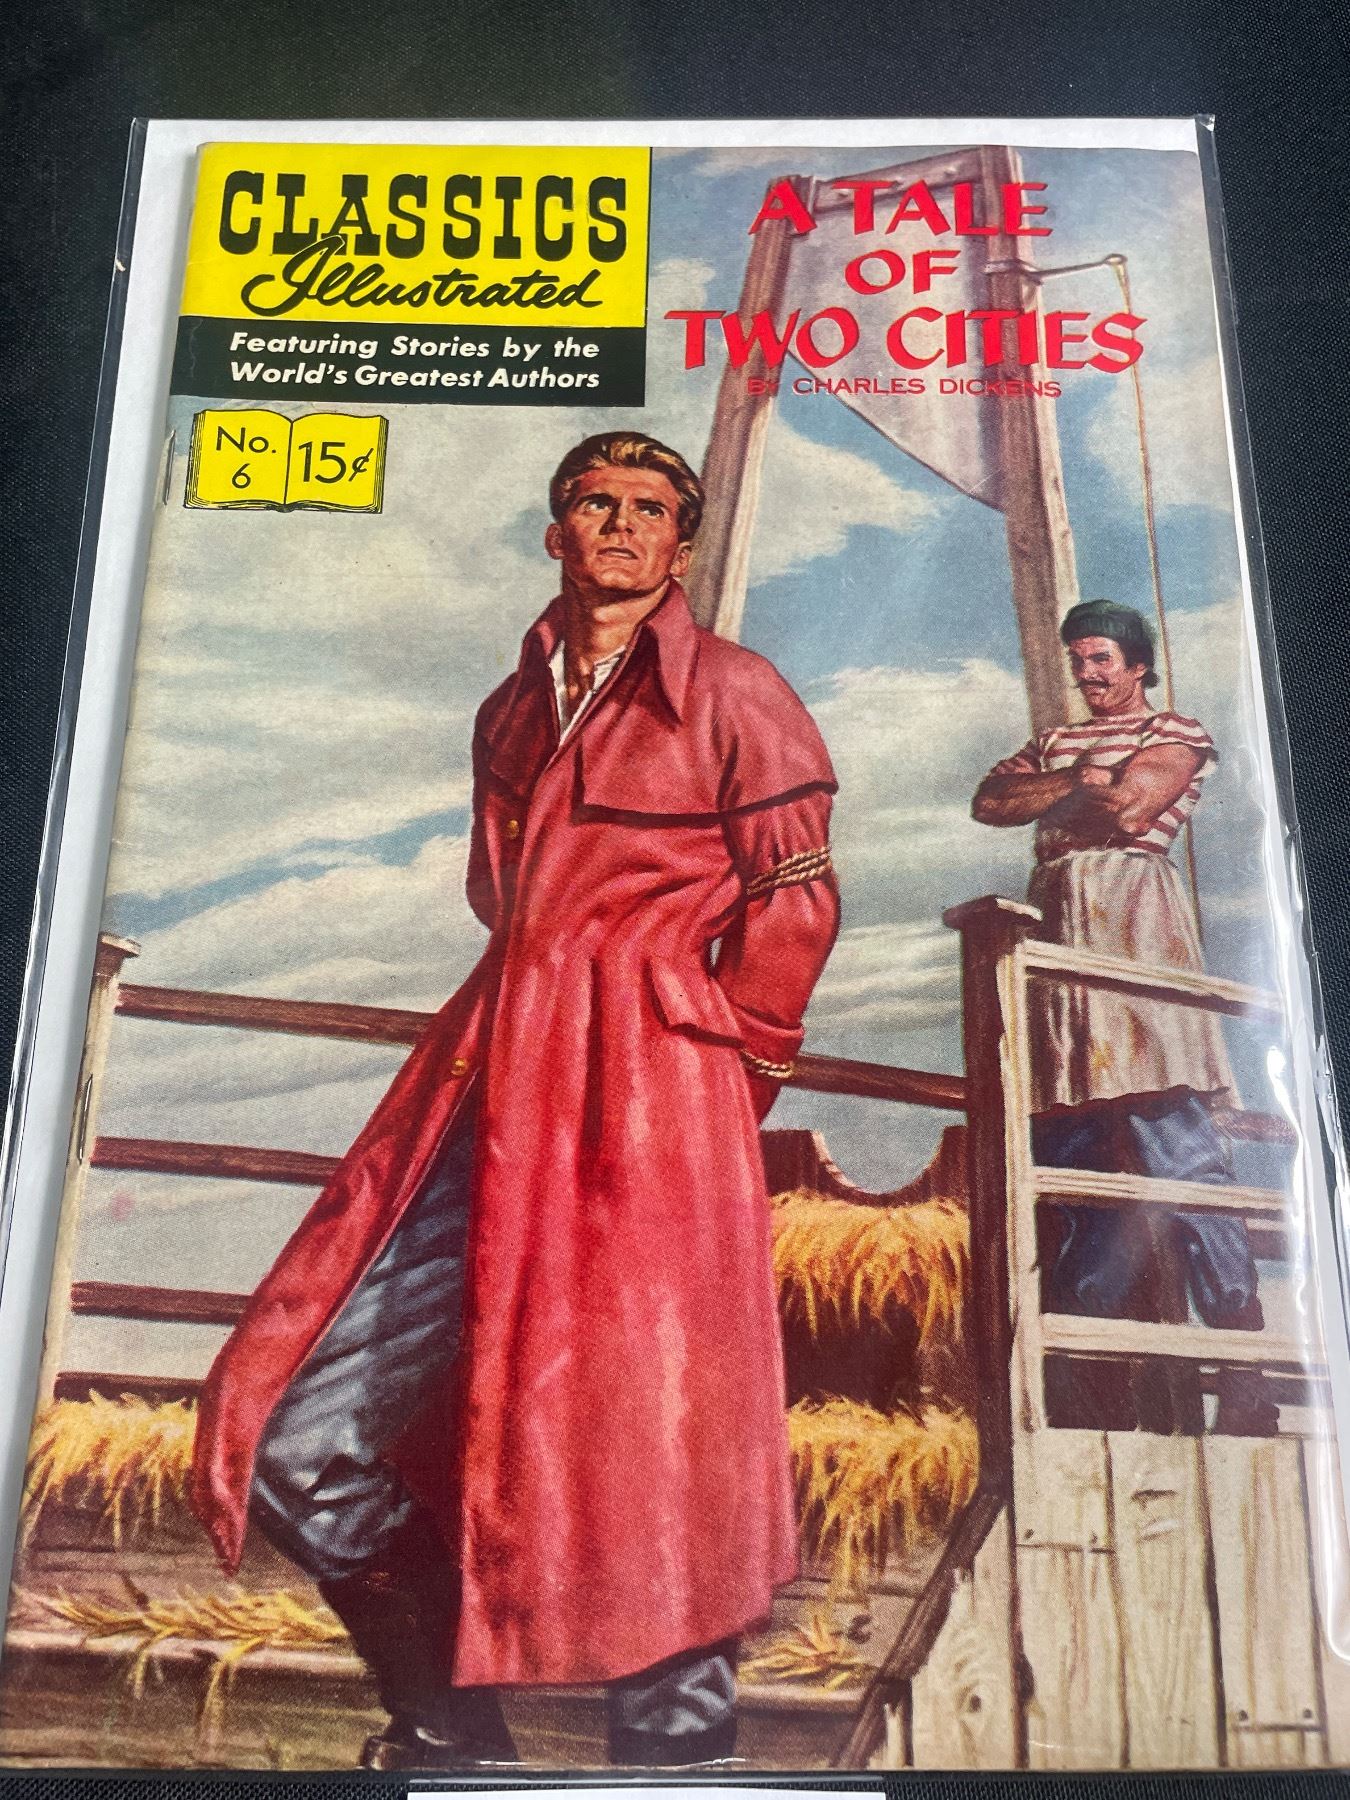 CLASSICS
Illustrated
Featuring Stories by the
World's Greatest Authors
No.
6
15¢
A TALE
OF
TWO CITIES
BY CHARLES DICKENS